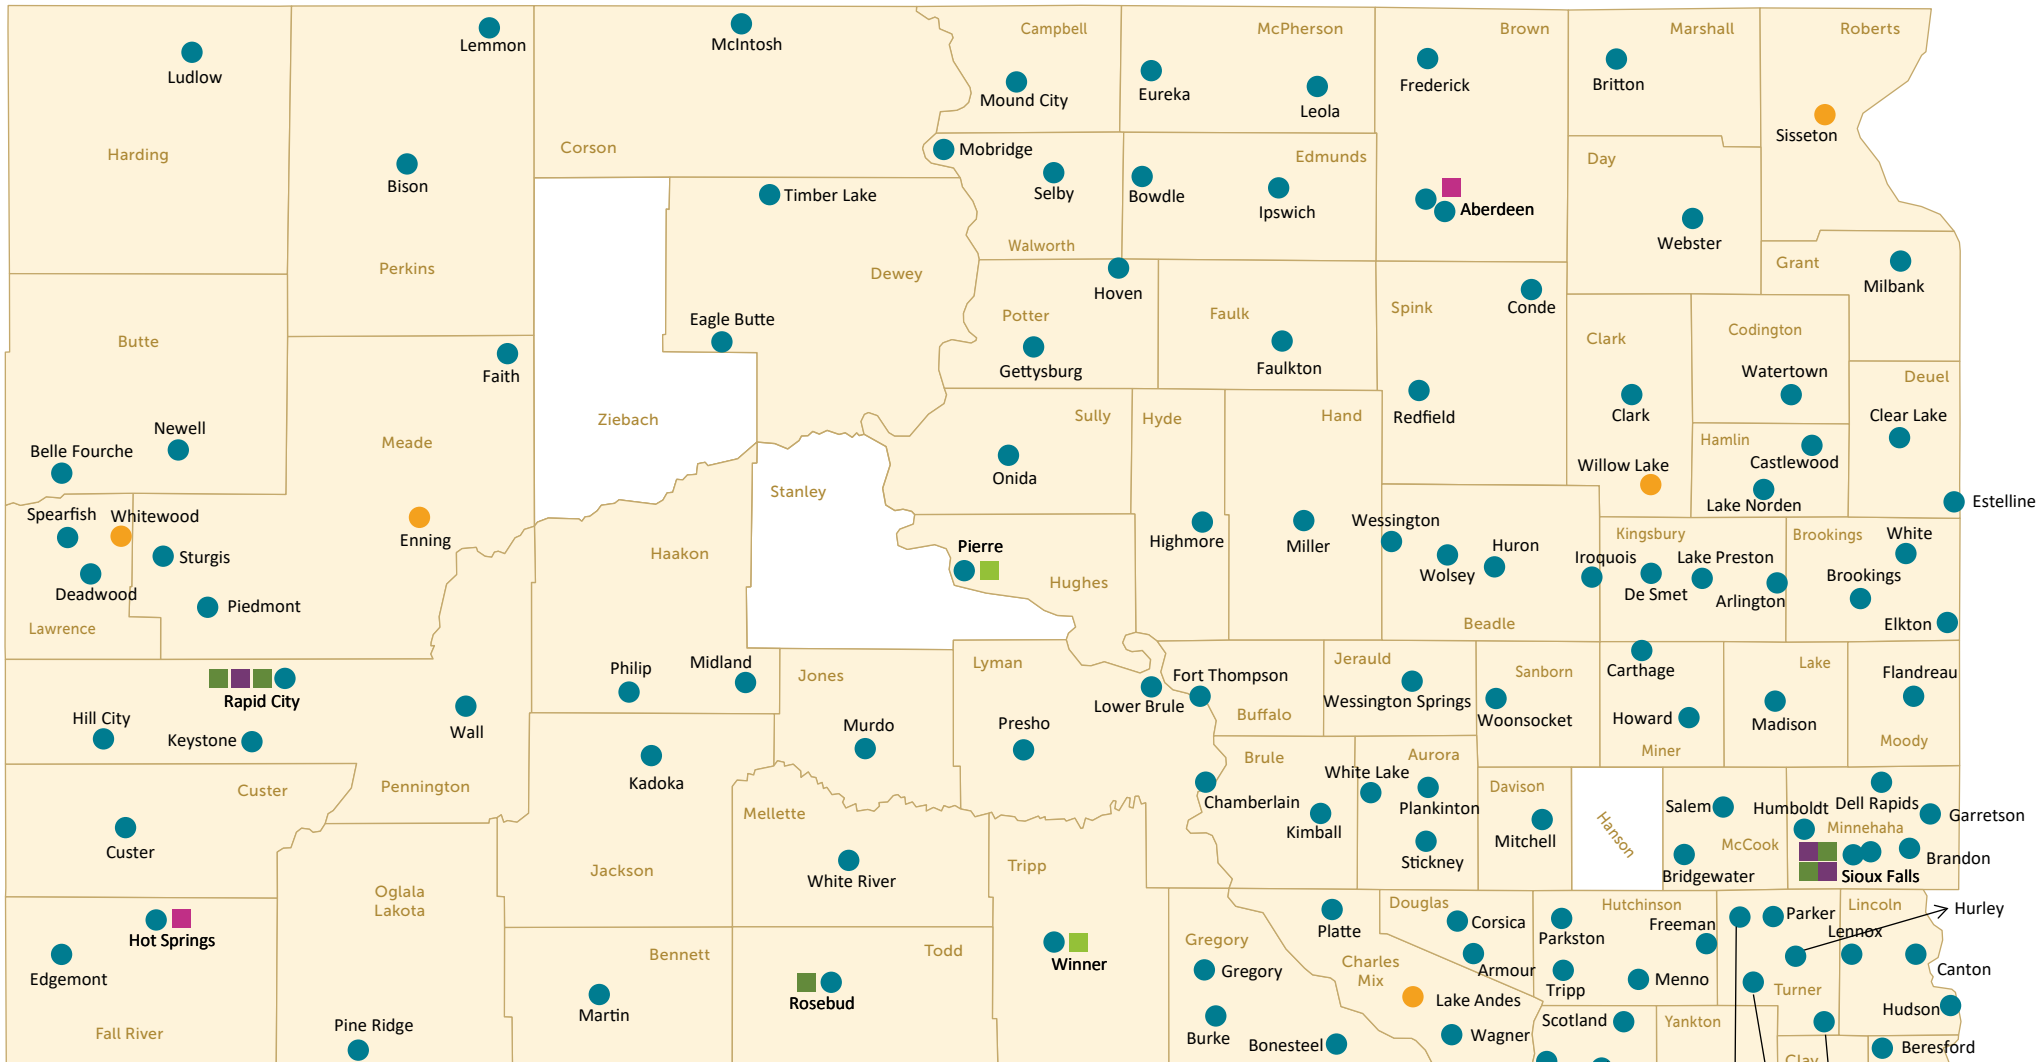 Campbell
McPherson
Brown
Marshall
Roberts
Lemmon
McIntosh
Ludlow
Mound City
Eureka
Leola
Frederick
Britton
Sisseton
Harding
Corson
Mobridge
Edmunds
Day
Bison
Timber Lake
Selby
Bowdle
Ipswich
Aberdeen
Webster
Walworth
Perkins
Dewey
Grant
Milbank
Hoven
Conde
Potter
Faulk
Spink
Eagle Butte
Butte
Clark
Codington
Faith
Gettysburg
Faulkton
Watertown
Deuel
Ziebach
Sully
Hyde
Hand
Redfield
Clark
Clear Lake
Newell
Meade
Belle Fourche
Hamlin
Castlewood
Onida
Willow Lake
Stanley
Lake Norden
Estelline
Spearfish
Whitewood
Enning
Wessington
Kingsbury
Brookings
White
Haakon
Pierre
Highmore
Miller
Huron
Iroquois
Lake Preston
Sturgis
Wolsey
Brookings
Hughes
Deadwood
De Smet
Arlington
Piedmont
Lawrence
Beadle
Elkton
Philip
Midland
Jones
Lyman
Fort Thompson
Jerauld
Sanborn
Carthage
Lake
Flandreau
Rapid City
Lower Brule
Wessington Springs
Hill City
Keystone
Wall
Murdo
Presho
Buffalo
Woonsocket
Howard
Madison
Miner
Moody
Kadoka
Brule
Aurora
White Lake
Custer
Pennington
Davison
Chamberlain
Plankinton
Salem
Humboldt
Dell Rapids
Garretson
Mellette
Kimball
Mitchell
Hanson
Minnehaha
McCook
Custer
Stickney
Brandon
Tripp
Jackson
White River
Bridgewater
Sioux Falls
Oglala
Lakota
Douglas
Hutchinson
Lincoln
Hurley
Corsica
Freeman
Parker
Platte
Parkston
Lennox
Hot Springs
Gregory
Edgemont
Bennett
Todd
Winner
Charles
Mix
Gregory
Armour
Tripp
Menno
Turner
Canton
Rosebud
Lake Andes
Martin
Hudson
Fall River
Pine Ridge
Burke
Bonesteel
Wagner
Scotland
Yankton
Beresford
Clay